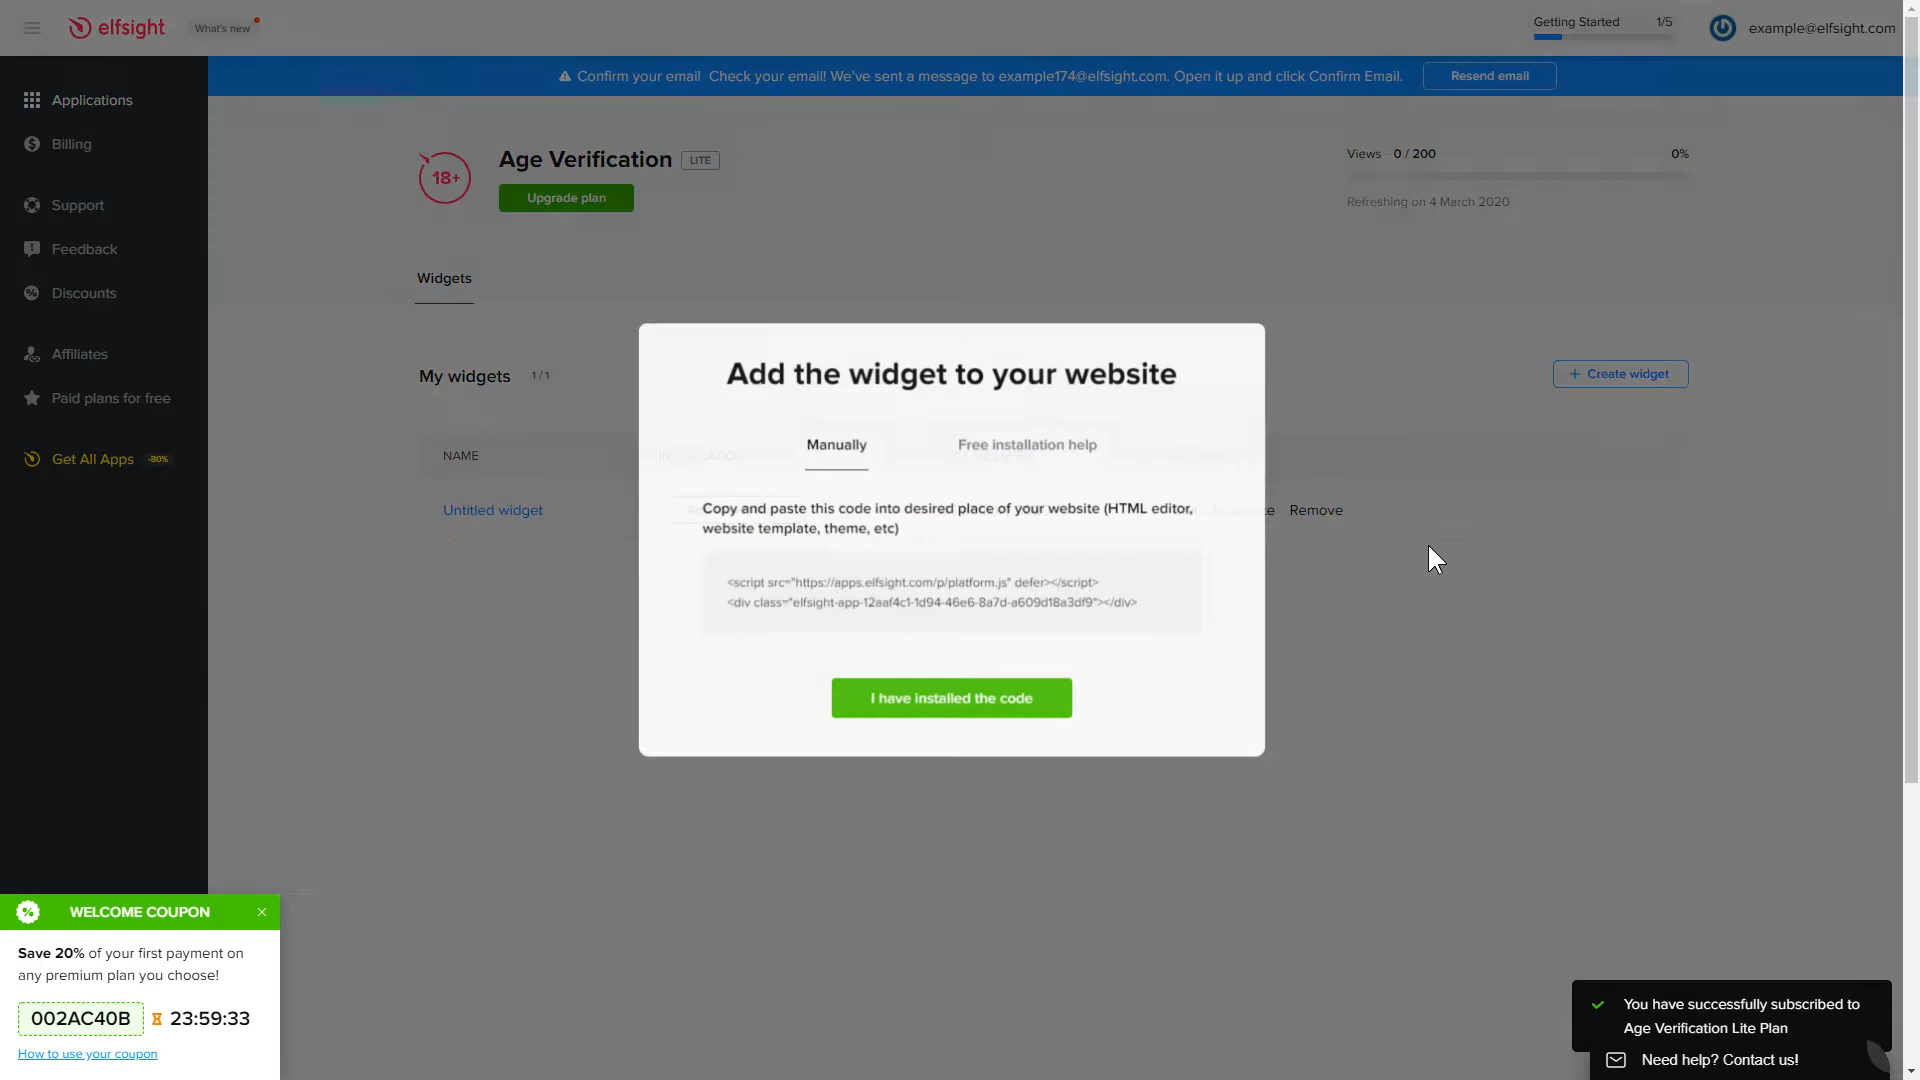 elfsight
What's new
Getting Started 1/5
example@elfsight.com
Confirm your email Check your email! We've sent a message to example174@elfsight.com. Open it up and click Confirm Email.
Resend email
Applications
Billing
Support
Feedback
Discounts
Affiliates
Paid plans for free
Get All Apps -80%
18+
Age Verification LITE
Upgrade plan
Views 0 / 200 0%
Refreshing on 4 March 2020
Widgets
My widgets 1 / 1
+ Create widget
NAME
Untitled widget
Remove
Add the widget to your website
Manually
Free installation help
Copy and paste this code into desired place of your website (HTML editor,
website template, theme, etc)
<script src="https://apps.elfsight.com/p/platform.js" defer></script>
<div class="elfsight-app-12aaf4c1-1d94-46e6-8a7d-a609d18a3df9"></div>
I have installed the code
WELCOME COUPON
Save 20% of your first payment on
any premium plan you choose!
002AC40B 23:59:33
How to use your coupon
You have successfully subscribed to
Age Verification Lite Plan
Need help? Contact us!